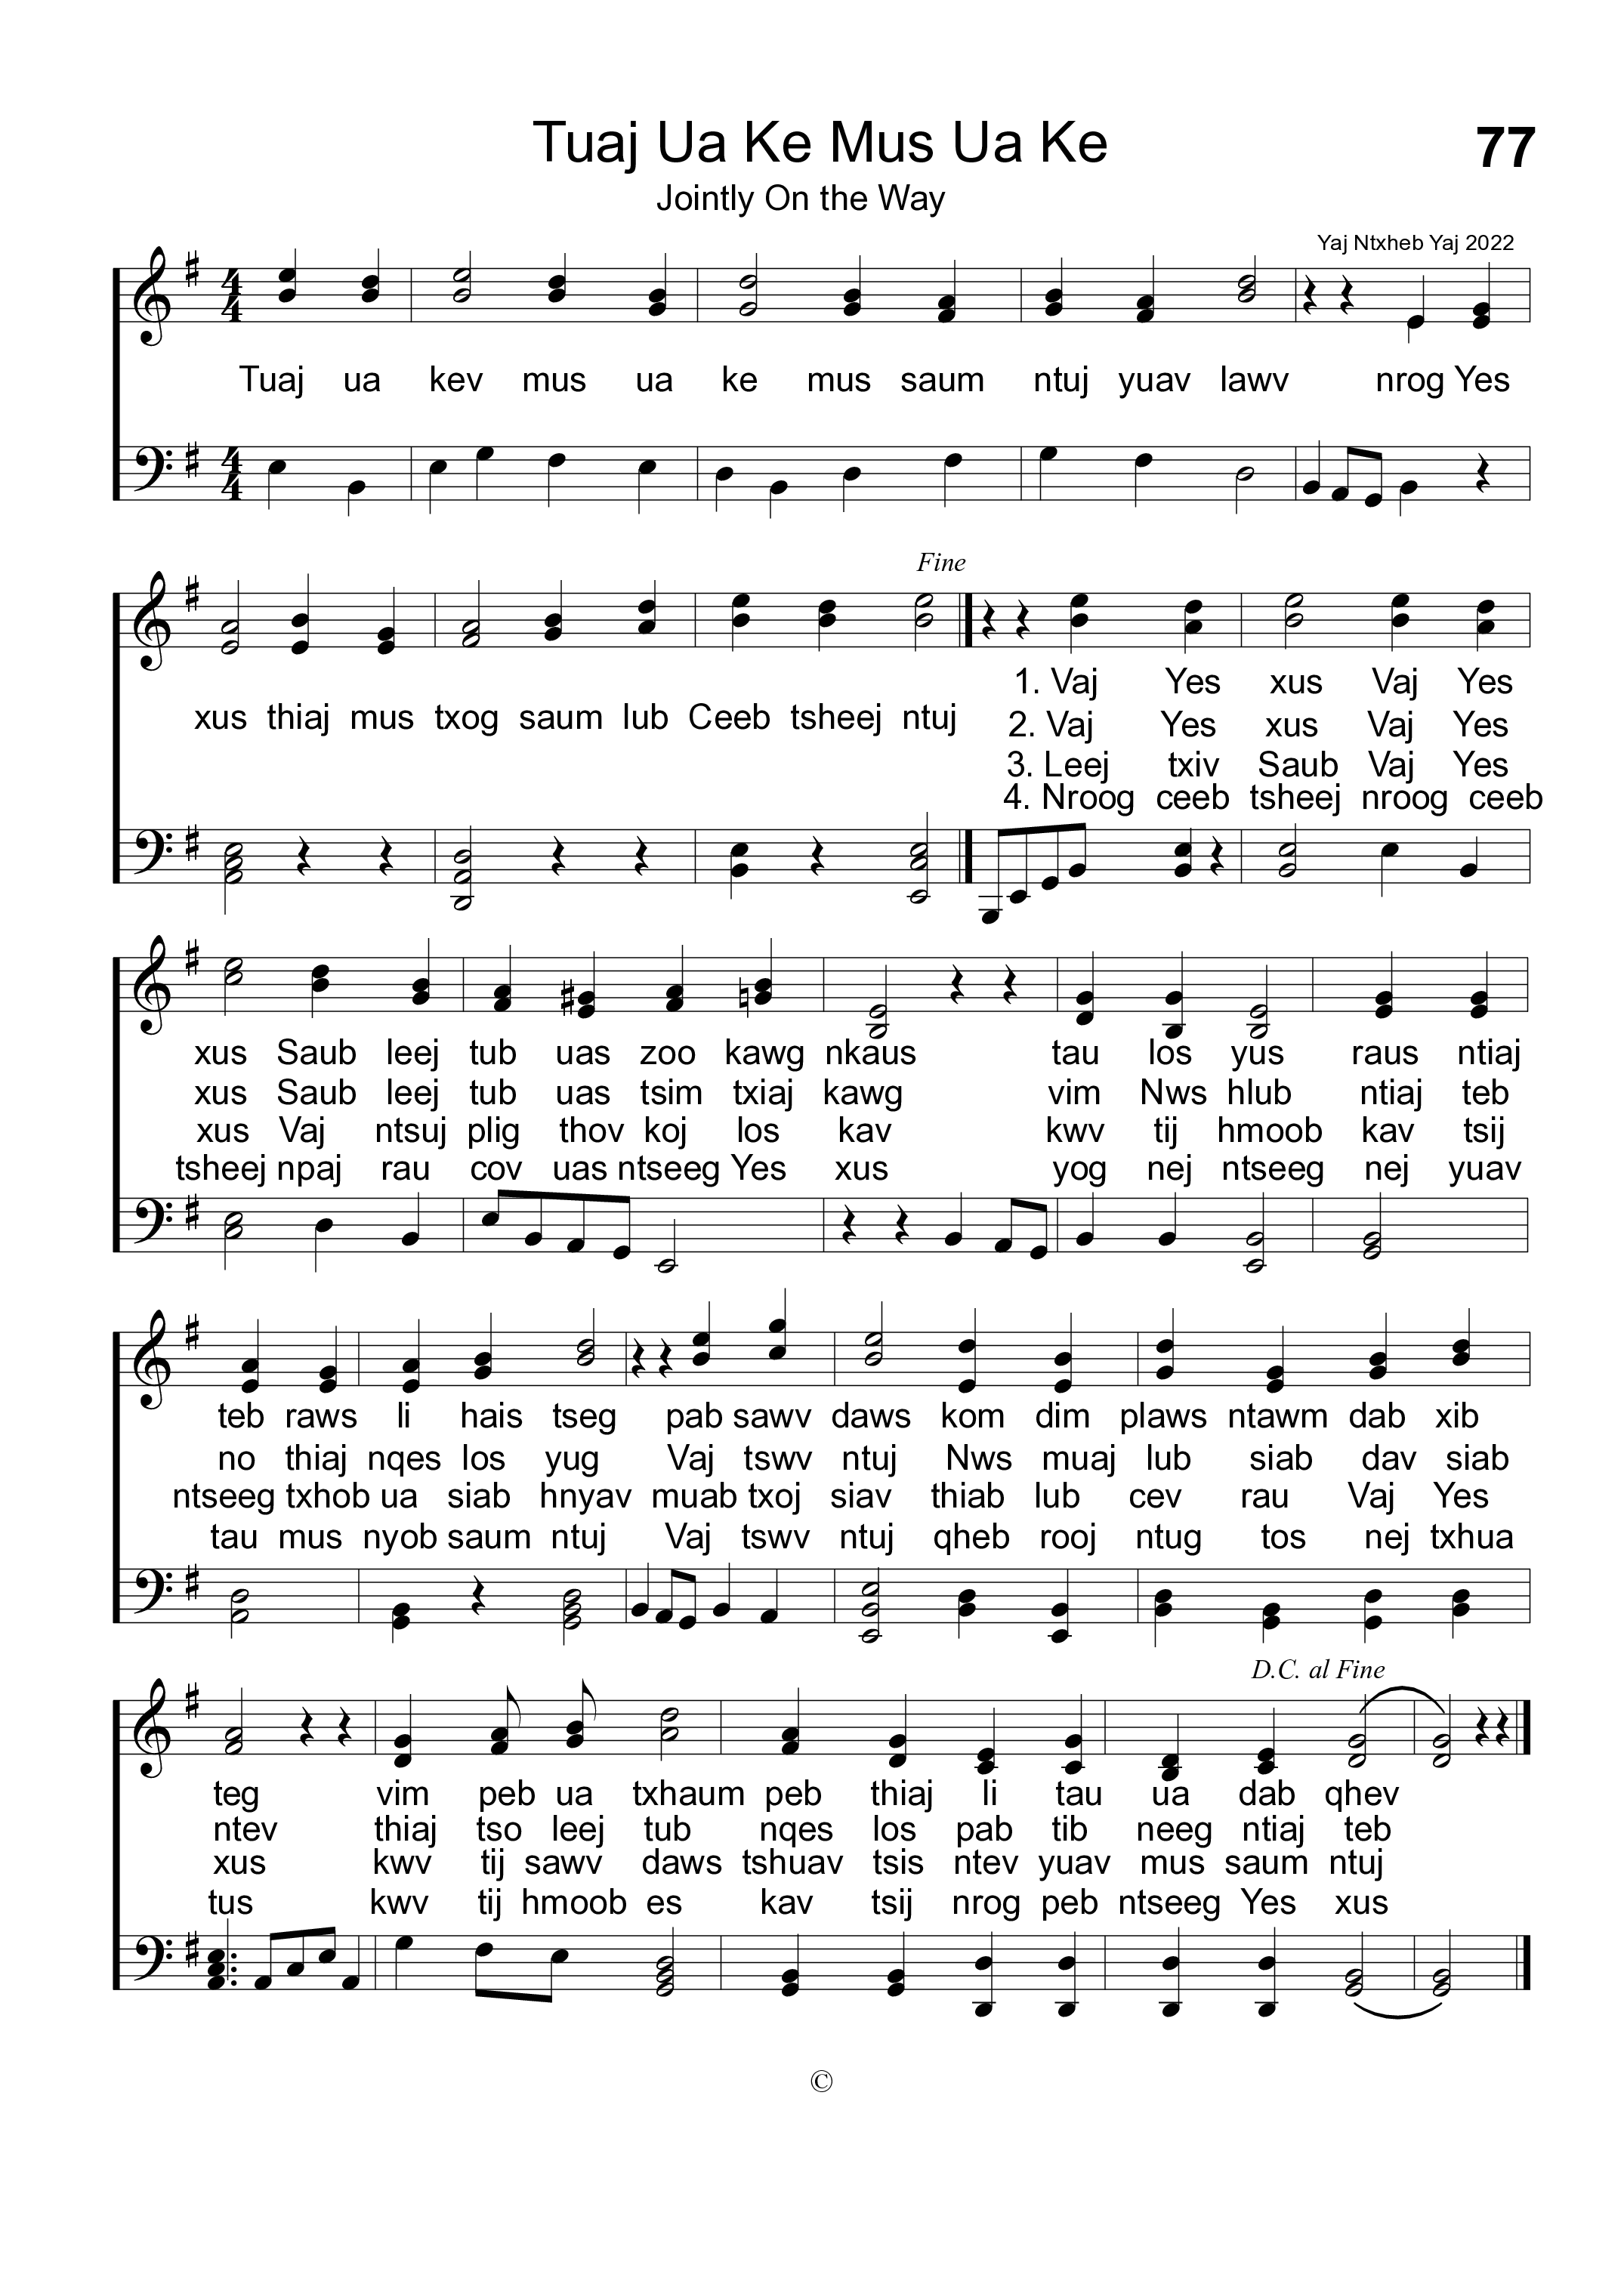 Tuaj Ua Ke Mus Ua Ke
77
Jointly On the Way
Yaj Ntxheb Yaj 2022
Tuaj ua kev mus ua ke mus saum ntuj yuav lawv nrog Yes
Fine
xus thiaj mus txog saum lub Ceeb tsheej ntuj
1. Vaj Yes xus Vaj Yes
2. Vaj Yes xus Vaj Yes
3. Leej txiv Saub Vaj Yes
4. Nroog ceeb tsheej nroog ceeb
xus Saub leej tub uas zoo kawg nkaus tau los yus raus ntiaj
xus Saub leej tub uas tsim txiaj kawg vim Nws hlub ntiaj teb
xus Vaj ntsuj plig thov koj los kav kwv tij hmoob kav tsij
tsheej npaj rau cov uas ntseeg Yes xus yog nej ntseeg nej yuav
teb raws li hais tseg pab sawv daws kom dim plaws ntawm dab xib
no thiaj nqes los yug Vaj tswv ntuj Nws muaj lub siab dav siab
ntseeg txhob ua siab hnyav muab txoj siav thiab lub cev rau Vaj Yes
tau mus nyob saum ntuj Vaj tswv ntuj qheb rooj ntug tos nej txhua
D.C. al Fine
teg vim peb ua txhaum peb thiaj li tau ua dab qhev
ntev thiaj tso leej tub nqes los pab tib neeg ntiaj teb
xus kwv tij sawv daws tshuav tsis ntev yuav mus saum ntuj
tus kwv tij hmoob es kav tsij nrog peb ntseeg Yes xus
©